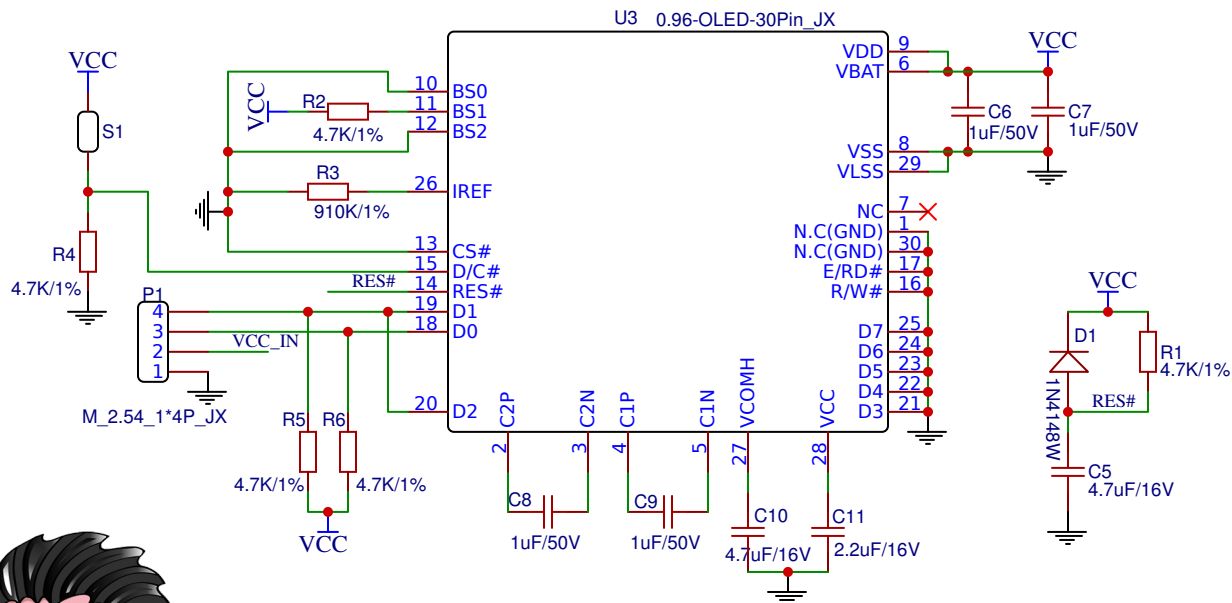 U3 0.96-OLED-30Pin_JX
VCC
S1
R4
4.7K/1%
VCC
R2
4.7K/1%
R3
910K/1%
RES#
P1
4
3
2
1
VCC_IN
M_2.54_1*4P_JX
R5
4.7K/1%
R6
4.7K/1%
VCC
10 BS0
11 BS1
12 BS2
26 IREF
13 CS#
15 D/C#
14 RES#
19 D1
18 D0
20 D2
VDD 9
VBAT 6
VSS 8
VLSS 29
NC 7
N.C(GND) 1
N.C(GND) 30
E/RD# 17
R/W# 16
D7 25
D6 24
D5 23
D4 22
D3 21
C2P 2
C2N 3
C1P 4
C1N 5
VCOMH 27
VCC 28
C8
1uF/50V
C9
1uF/50V
C10
4.7uF/16V
C11
2.2uF/16V
VCC
C6
1uF/50V
C7
1uF/50V
VCC
D1
1N4148W
R1
4.7K/1%
RES#
C5
4.7uF/16V